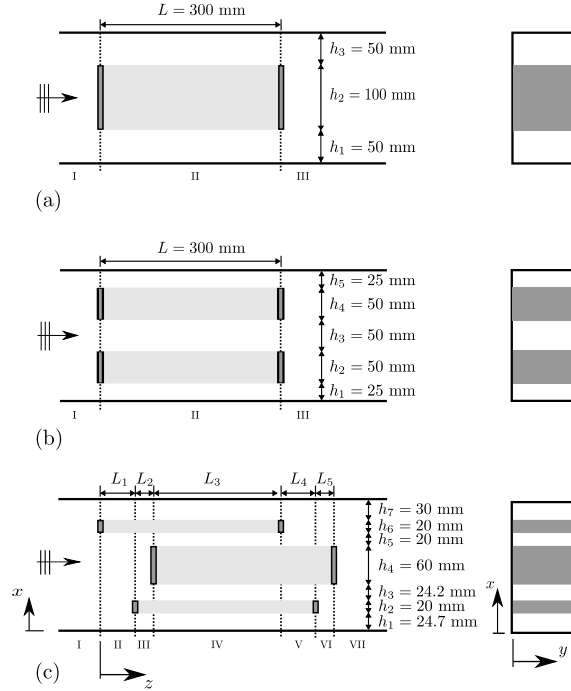 L = 300 mm
h3 = 50 mm
h2 = 100 mm
h1 = 50 mm
I II III
(a)
L = 300 mm
h5 = 25 mm
h4 = 50 mm
h3 = 50 mm
h2 = 50 mm
h1 = 25 mm
I II III
(b)
L1 L2 L3 L4 L5
h7 = 30 mm
h6 = 20 mm
h5 = 20 mm
h4 = 60 mm
h3 = 24.2 mm
h2 = 20 mm
h1 = 24.7 mm
x x
I II III IV V VI VII
(c) z y